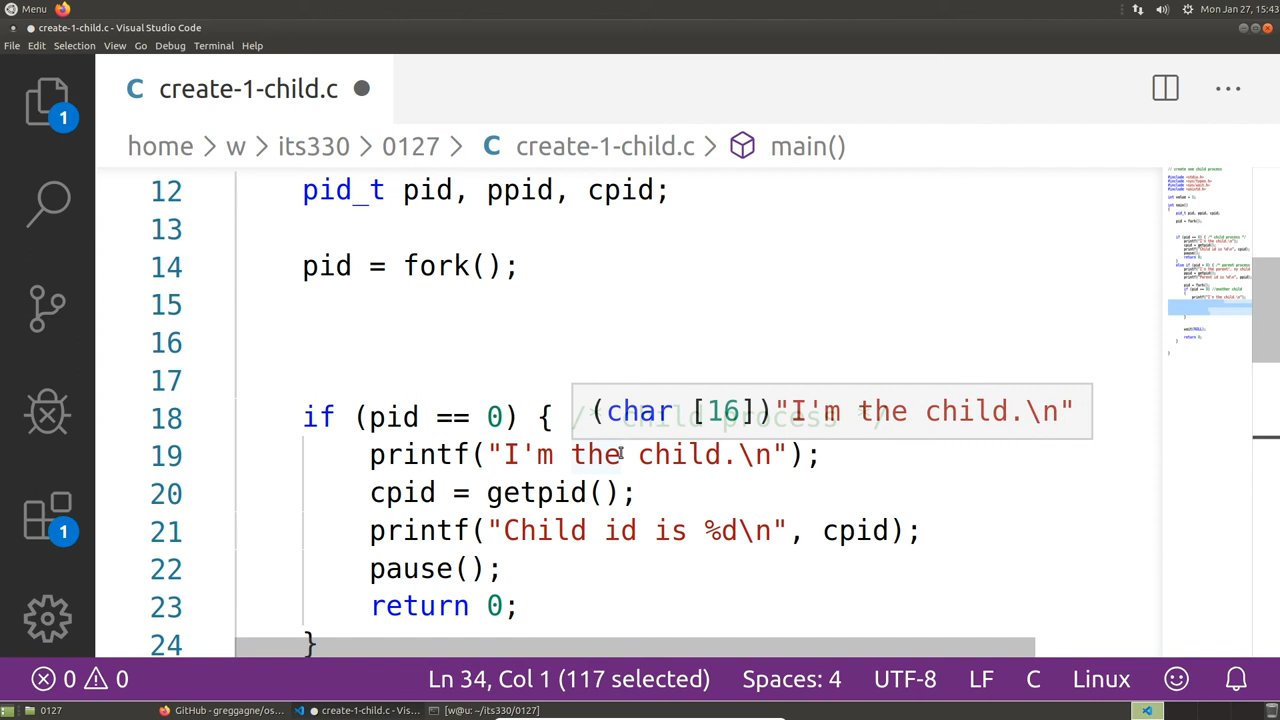 Menu
Mon Jan 27, 15:43
create-1-child.c - Visual Studio Code
File Edit Selection View Go Debug Terminal Help
C create-1-child.c
home > w > its330 > 0127 > C create-1-child.c > main()
12 pid_t pid, ppid, cpid;
13
14 pid = fork();
15
16
17
(char [16])"I'm the child.\n"
18 if (pid == 0) { /* child process */
19 printf("I'm the child.\n");
20 cpid = getpid();
21 printf("Child id is %d\n", cpid);
22 pause();
23 return 0;
24 }
1
1
0 0 Ln 34, Col 1 (117 selected) Spaces: 4 UTF-8 LF C Linux
0127 GitHub - greggagne/os... create-1-child.c - Vis... [w@u: ~/its330/0127]